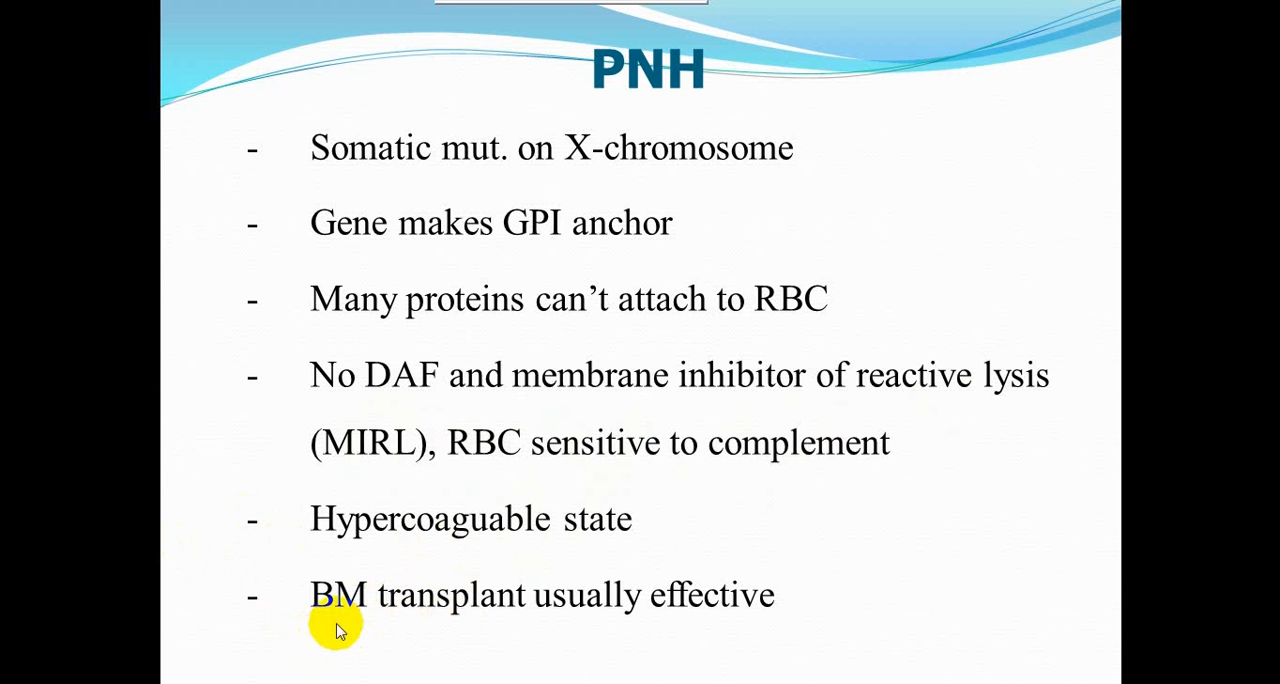 PNH
- Somatic mut. on X-chromosome
- Gene makes GPI anchor
- Many proteins can’t attach to RBC
- No DAF and membrane inhibitor of reactive lysis
(MIRL), RBC sensitive to complement
- Hypercoaguable state
- BM transplant usually effective